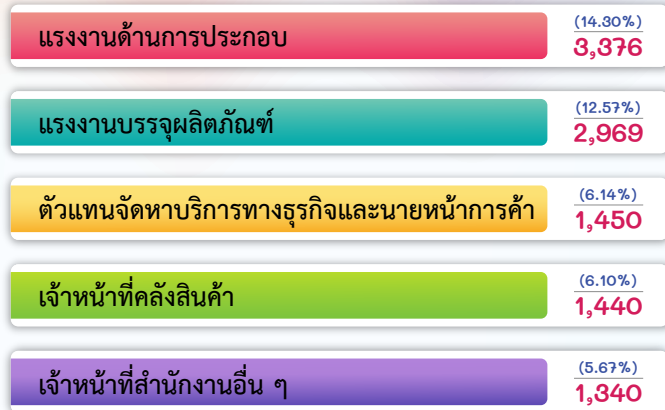 แรงงานด้านการประกอบ
(14.30%)
3,376
แรงงานบรรจุผลิตภัณฑ์
(12.57%)
2,969
ตัวแทนจัดหาบริการทางธุรกิจและนายหน้าการค้า
(6.14%)
1,450
เจ้าหน้าที่คลังสินค้า
(6.10%)
1,440
เจ้าหน้าที่สำนักงานอื่น ๆ
(5.67%)
1,340